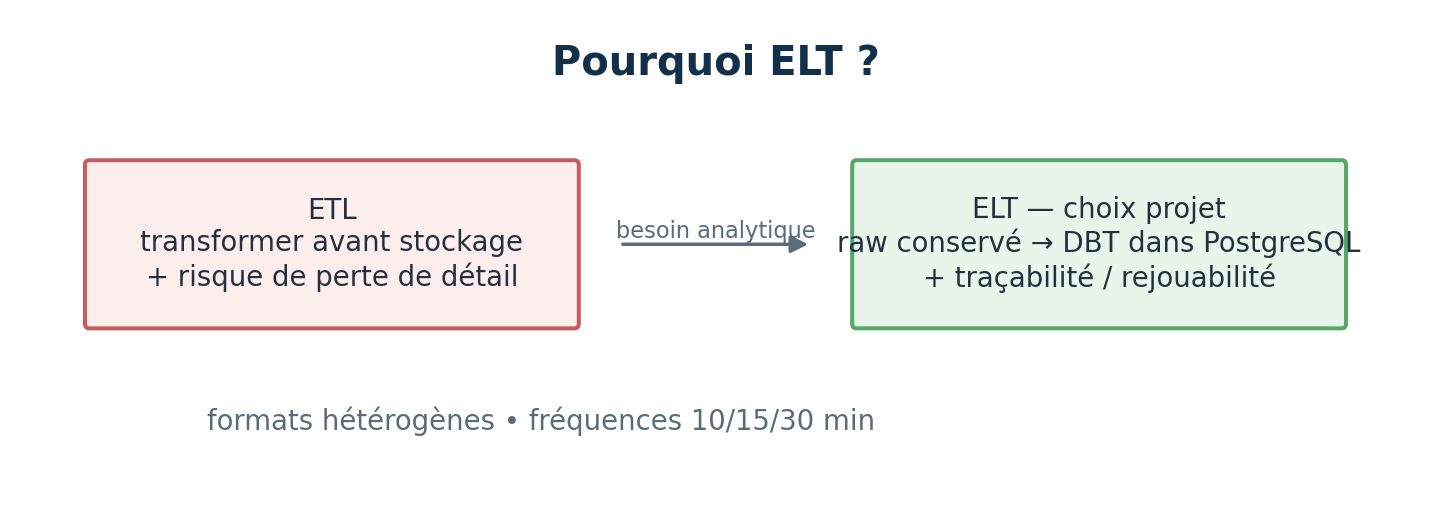 Pourquoi ELT ?
ETL
transformer avant stockage
+ risque de perte de détail
besoin analytique
ELT — choix projet
raw conservé → DBT dans PostgreSQL
+ traçabilité / rejouabilité
formats hétérogènes • fréquences 10/15/30 min